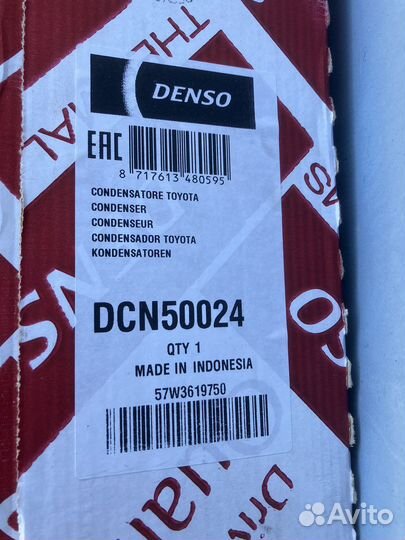 DENSO
EAC
8 717613 480595
CONDENSATORE TOYOTA
CONDENSER
CONDENSEUR
CONDENSADOR TOYOTA
KONDENSATOREN
DCN50024
QTY 1
MADE IN INDONESIA
57W3619750
Avito